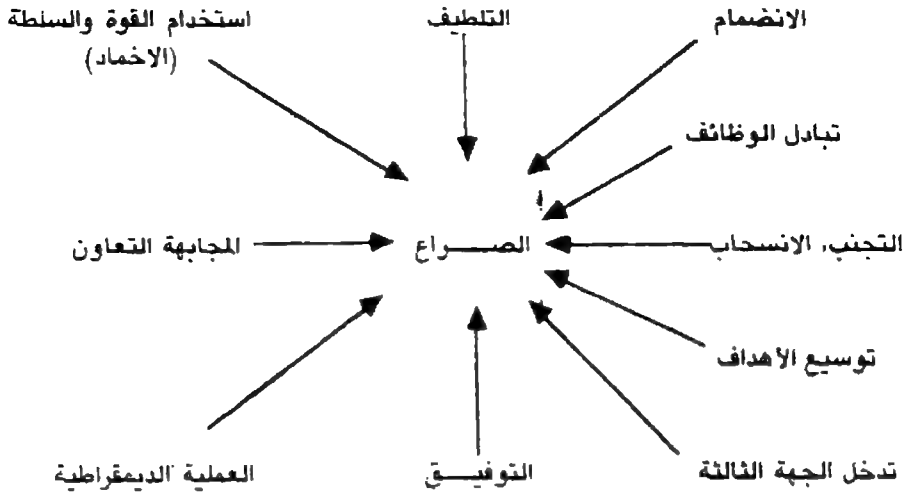 الانضمام
التلطيف
استخدام القوة والسلطة
(الاخماد)
تبادل الوظائف
التجنب، الانسحاب
الصـــراع
المجابهة التعاون
توسيع الأهداف
تدخل الجهة الثالثة
التوفيـــق
العملية الديمقراطية